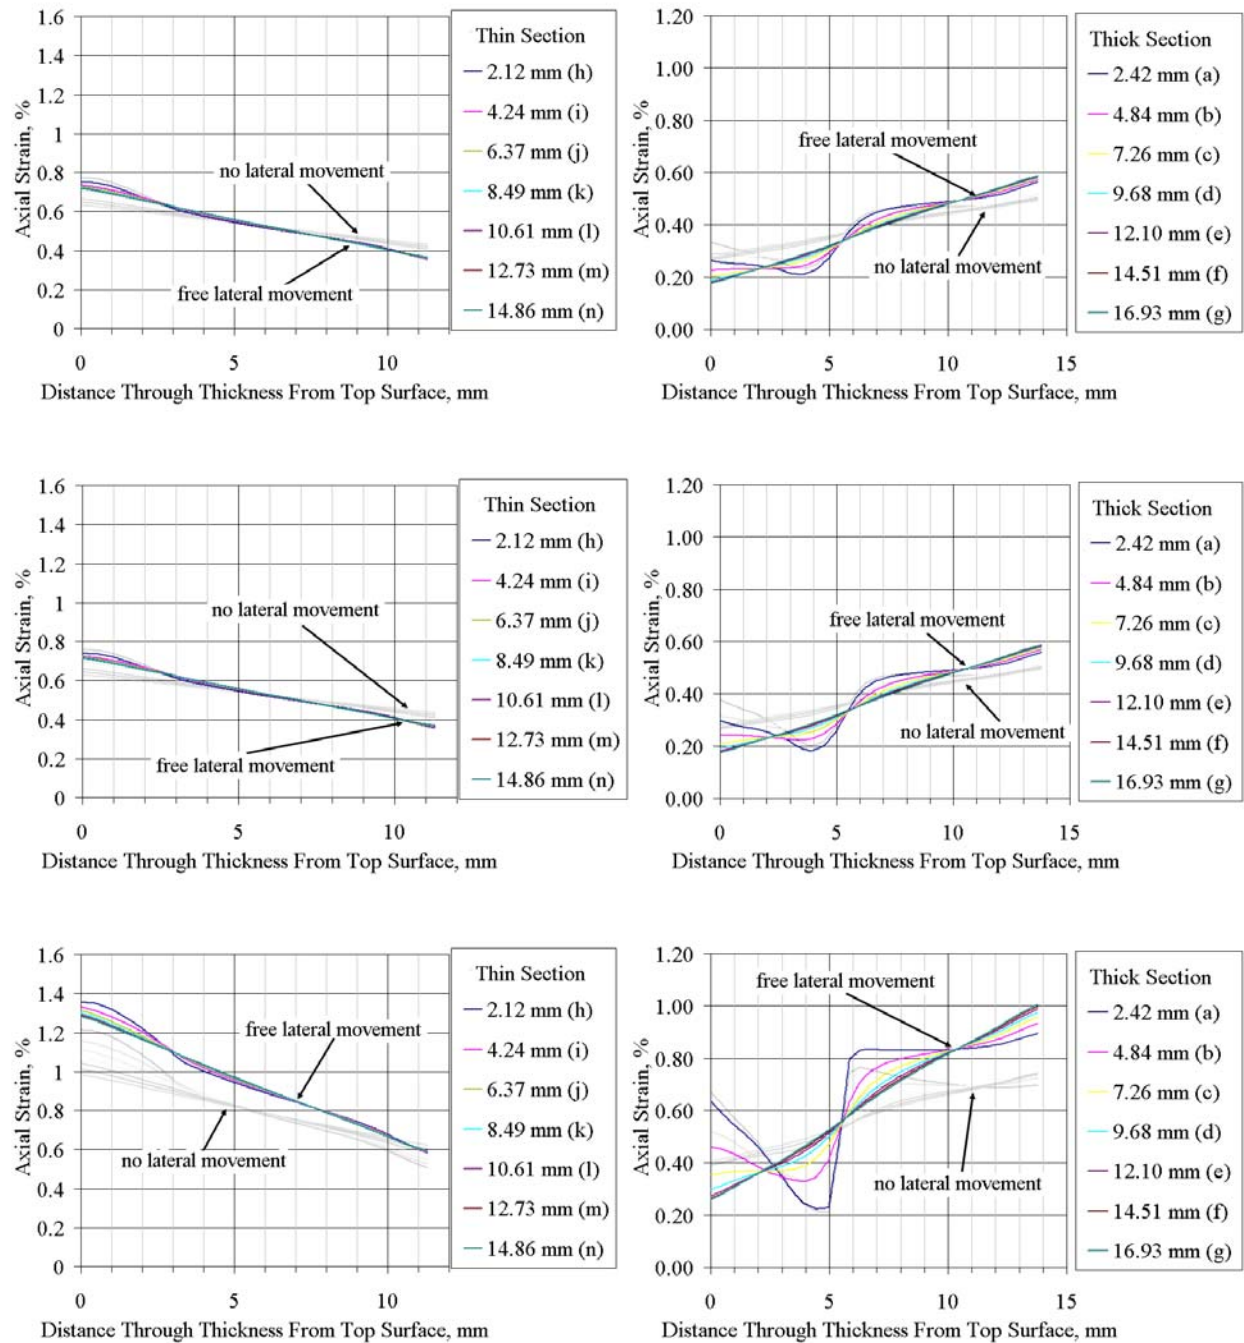 1.6
1.4
1.2
1
0.8
0.6
0.4
0.2
0
Axial Strain, %
no lateral movement
free lateral movement
0 5 10
Distance Through Thickness From Top Surface, mm
Thin Section
2.12 mm (h)
4.24 mm (i)
6.37 mm (j)
8.49 mm (k)
10.61 mm (l)
12.73 mm (m)
14.86 mm (n)
1.20
1.00
0.80
0.60
0.40
0.20
0.00
Axial Strain, %
free lateral movement
no lateral movement
0 5 10 15
Distance Through Thickness From Top Surface, mm
Thick Section
2.42 mm (a)
4.84 mm (b)
7.26 mm (c)
9.68 mm (d)
12.10 mm (e)
14.51 mm (f)
16.93 mm (g)
1.6
1.4
1.2
1
0.8
0.6
0.4
0.2
0
Axial Strain, %
no lateral movement
free lateral movement
0 5 10
Distance Through Thickness From Top Surface, mm
Thin Section
2.12 mm (h)
4.24 mm (i)
6.37 mm (j)
8.49 mm (k)
10.61 mm (l)
12.73 mm (m)
14.86 mm (n)
1.20
1.00
0.80
0.60
0.40
0.20
0.00
Axial Strain, %
free lateral movement
no lateral movement
0 5 10 15
Distance Through Thickness From Top Surface, mm
Thick Section
2.42 mm (a)
4.84 mm (b)
7.26 mm (c)
9.68 mm (d)
12.10 mm (e)
14.51 mm (f)
16.93 mm (g)
1.6
1.4
1.2
1
0.8
0.6
0.4
0.2
0
Axial Strain, %
free lateral movement
no lateral movement
0 5 10
Distance Through Thickness From Top Surface, mm
Thin Section
2.12 mm (h)
4.24 mm (i)
6.37 mm (j)
8.49 mm (k)
10.61 mm (l)
12.73 mm (m)
14.86 mm (n)
1.20
1.00
0.80
0.60
0.40
0.20
0.00
Axial Strain, %
free lateral movement
no lateral movement
0 5 10 15
Distance Through Thickness From Top Surface, mm
Thick Section
2.42 mm (a)
4.84 mm (b)
7.26 mm (c)
9.68 mm (d)
12.10 mm (e)
14.51 mm (f)
16.93 mm (g)